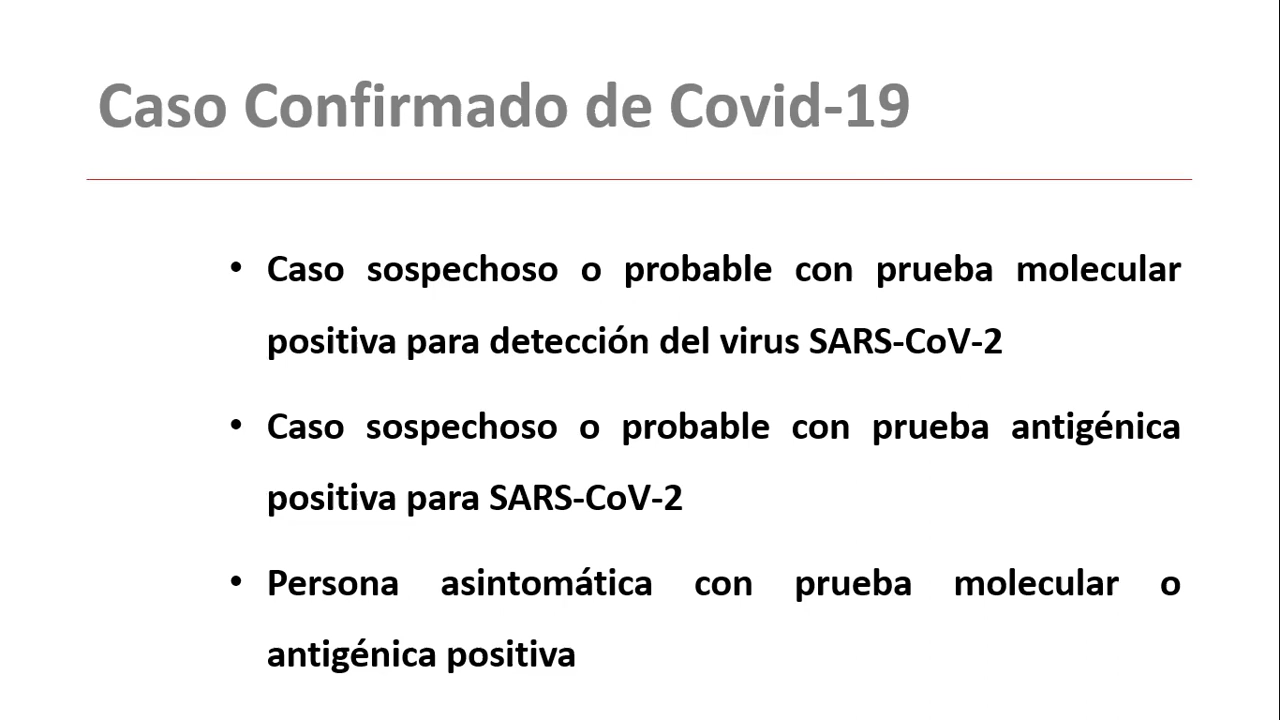 Caso Confirmado de Covid-19
• Caso sospechoso o probable con prueba molecular
positiva para detección del virus SARS-CoV-2
• Caso sospechoso o probable con prueba antigénica
positiva para SARS-CoV-2
• Persona asintomática con prueba molecular o
antigénica positiva